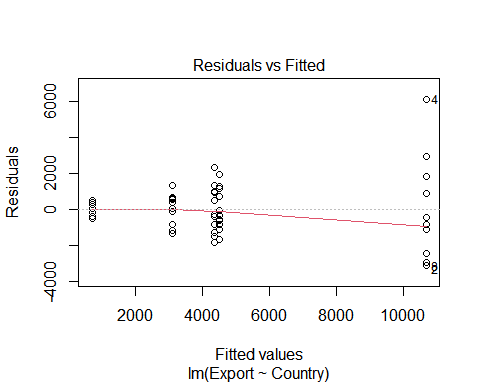 Residuals vs Fitted
Residuals
6000
2000
0
-4000
4
2
2000
4000
6000
8000
10000
Fitted values
lm(Export ~ Country)